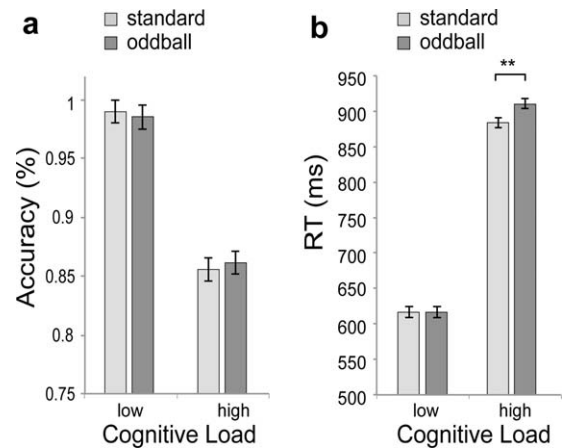 a
standard
oddball
1
0.95
0.9
0.85
0.8
0.75
Accuracy (%)
low
high
Cognitive Load
b
standard
oddball
**
950
900
850
800
750
700
650
600
550
500
RT (ms)
low
high
Cognitive Load